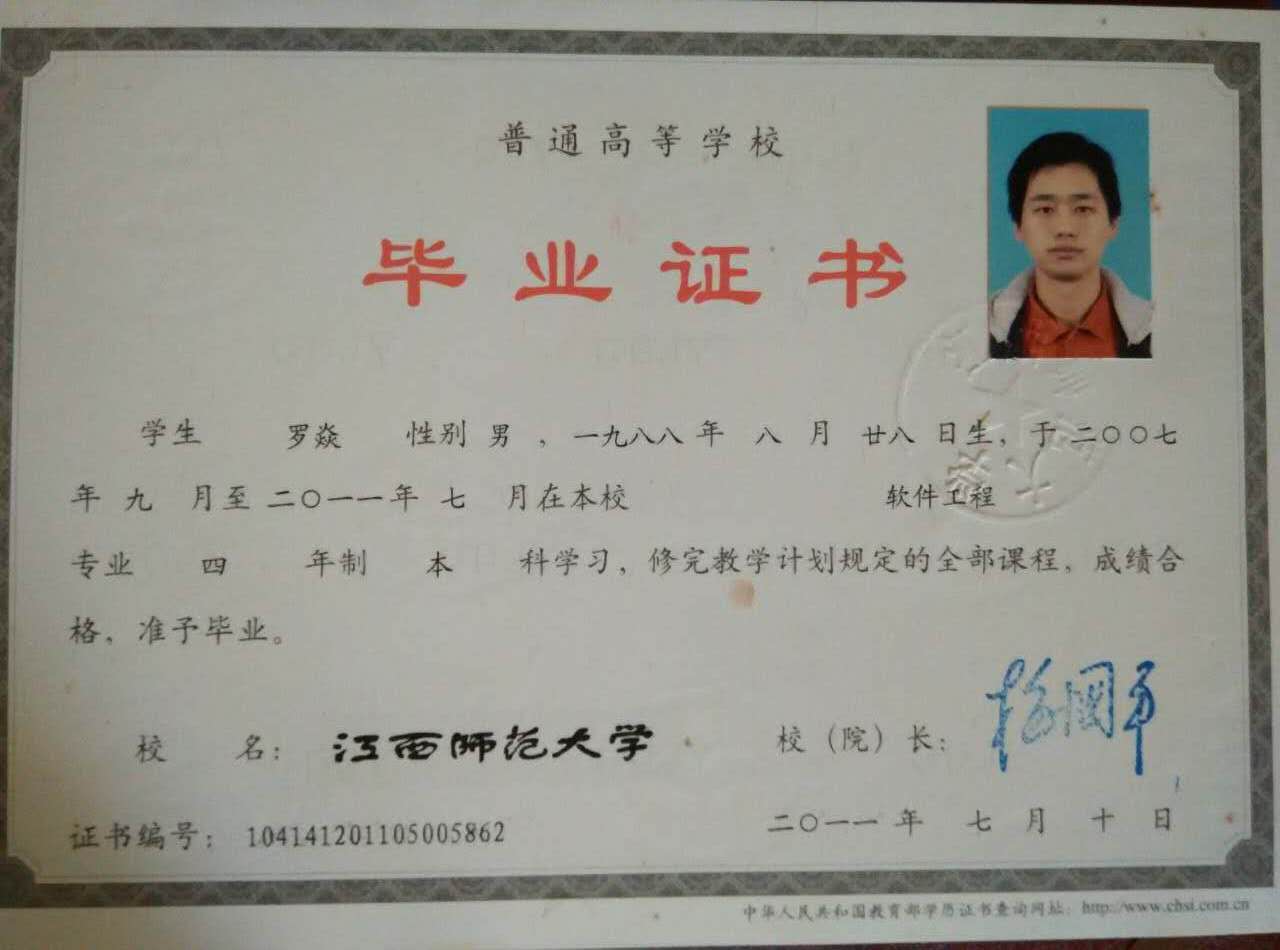 普通高等学校
毕业证书
学生 罗焱 性别 男 ，一九八八 年 八 月 廿八 日生，于 二〇〇七
年 九 月至 二〇一一 年 七 月在本校 软件工程
专业 四 年制 本 科学习，修完教学计划规定的全部课程，成绩合
格，准予毕业。
校 名： 江西师范大学
校（院）长：
证书编号： 104141201105005862
二〇一一 年 七 月 十 日
中华人民共和国教育部学历证书查询网址：http://www.chsi.com.cn